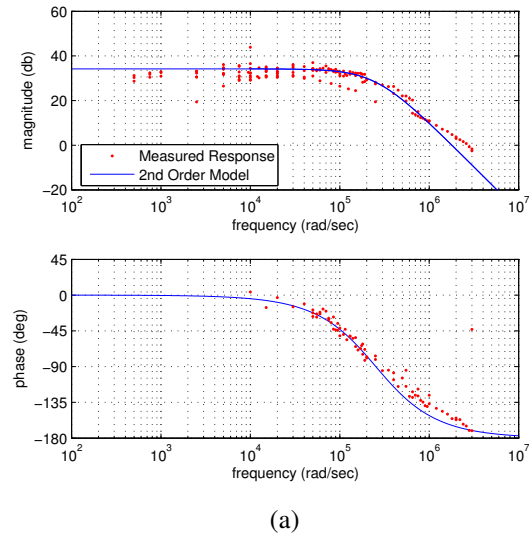 60
40
20
0
−20
magnitude (db)
Measured Response
2nd Order Model
10^2 10^3 10^4 10^5 10^6 10^7
frequency (rad/sec)
45
0
−45
−90
−135
−180
phase (deg)
10^2 10^3 10^4 10^5 10^6 10^7
frequency (rad/sec)
(a)